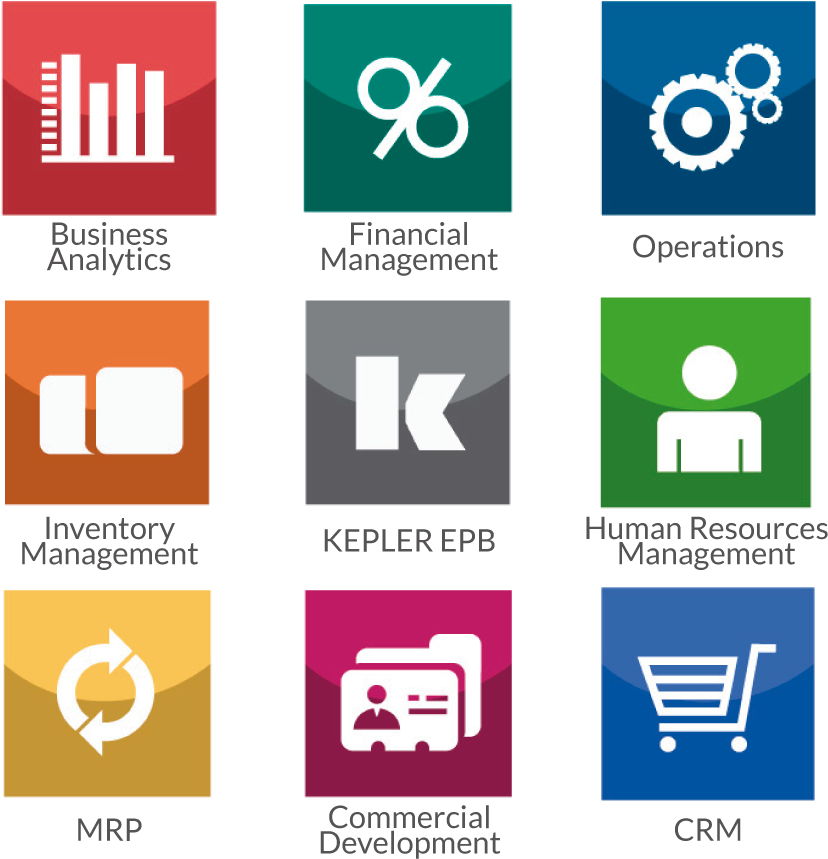 Business
Analytics
Financial
Management
Operations
Inventory
Management
KEPLER EPB
Human Resources
Management
MRP
Commercial
Development
CRM